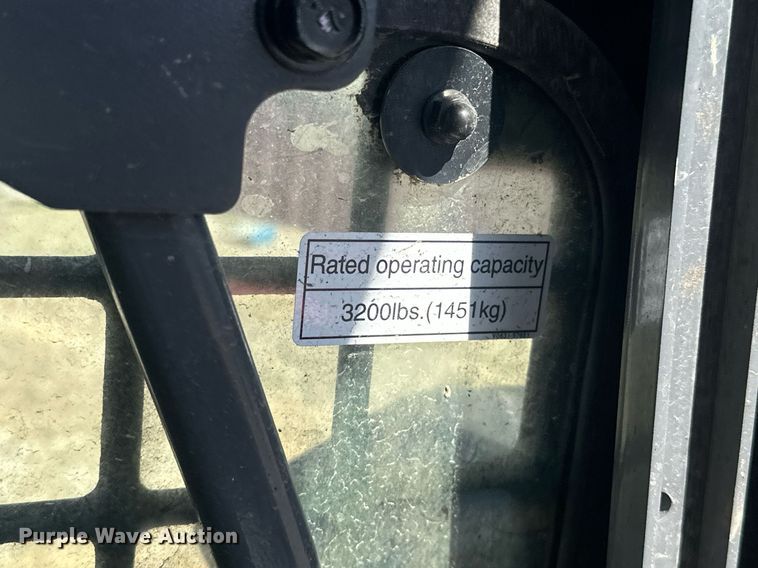 Rated operating capacity
3200lbs.(1451kg)
Purple Wave Auction